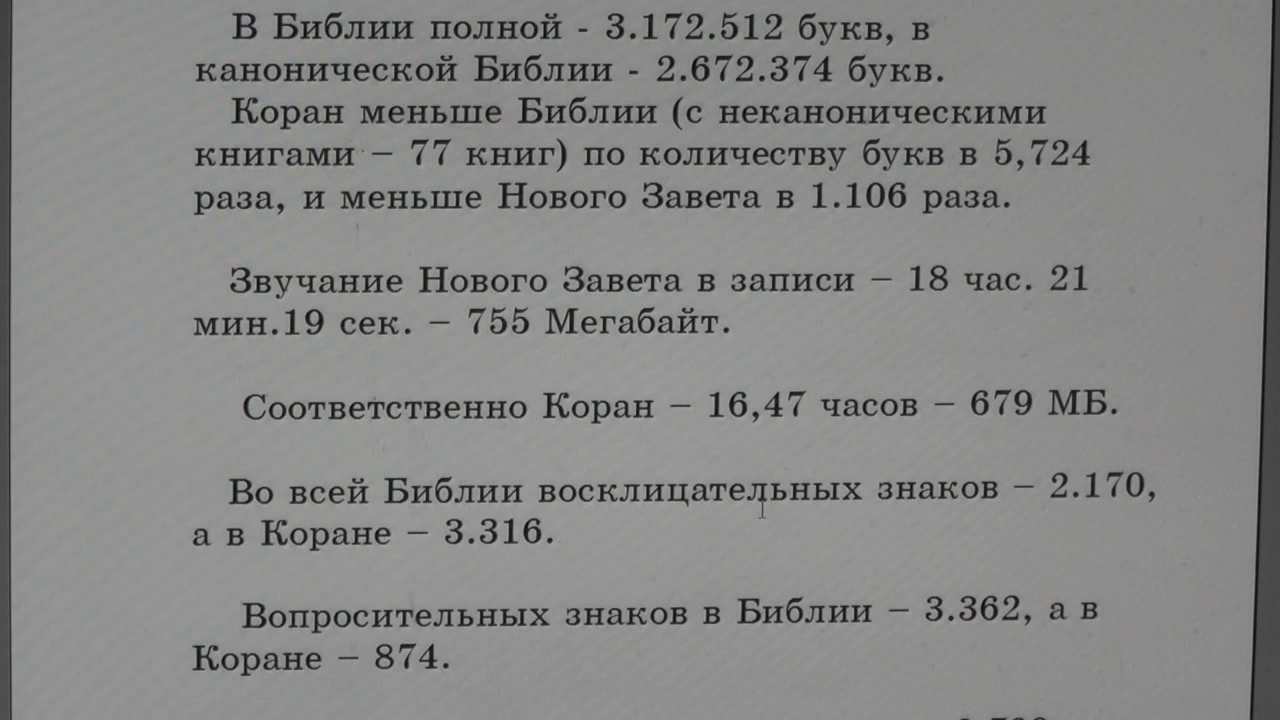 В Библии полной - 3.172.512 букв, в
канонической Библии - 2.672.374 букв.
Коран меньше Библии (с неканоническими
книгами – 77 книг) по количеству букв в 5,724
раза, и меньше Нового Завета в 1.106 раза.
Звучание Нового Завета в записи – 18 час. 21
мин.19 сек. – 755 Мегабайт.
Соответственно Коран – 16,47 часов – 679 МБ.
Во всей Библии восклицательных знаков – 2.170,
а в Коране – 3.316.
Вопросительных знаков в Библии – 3.362, а в
Коране – 874.